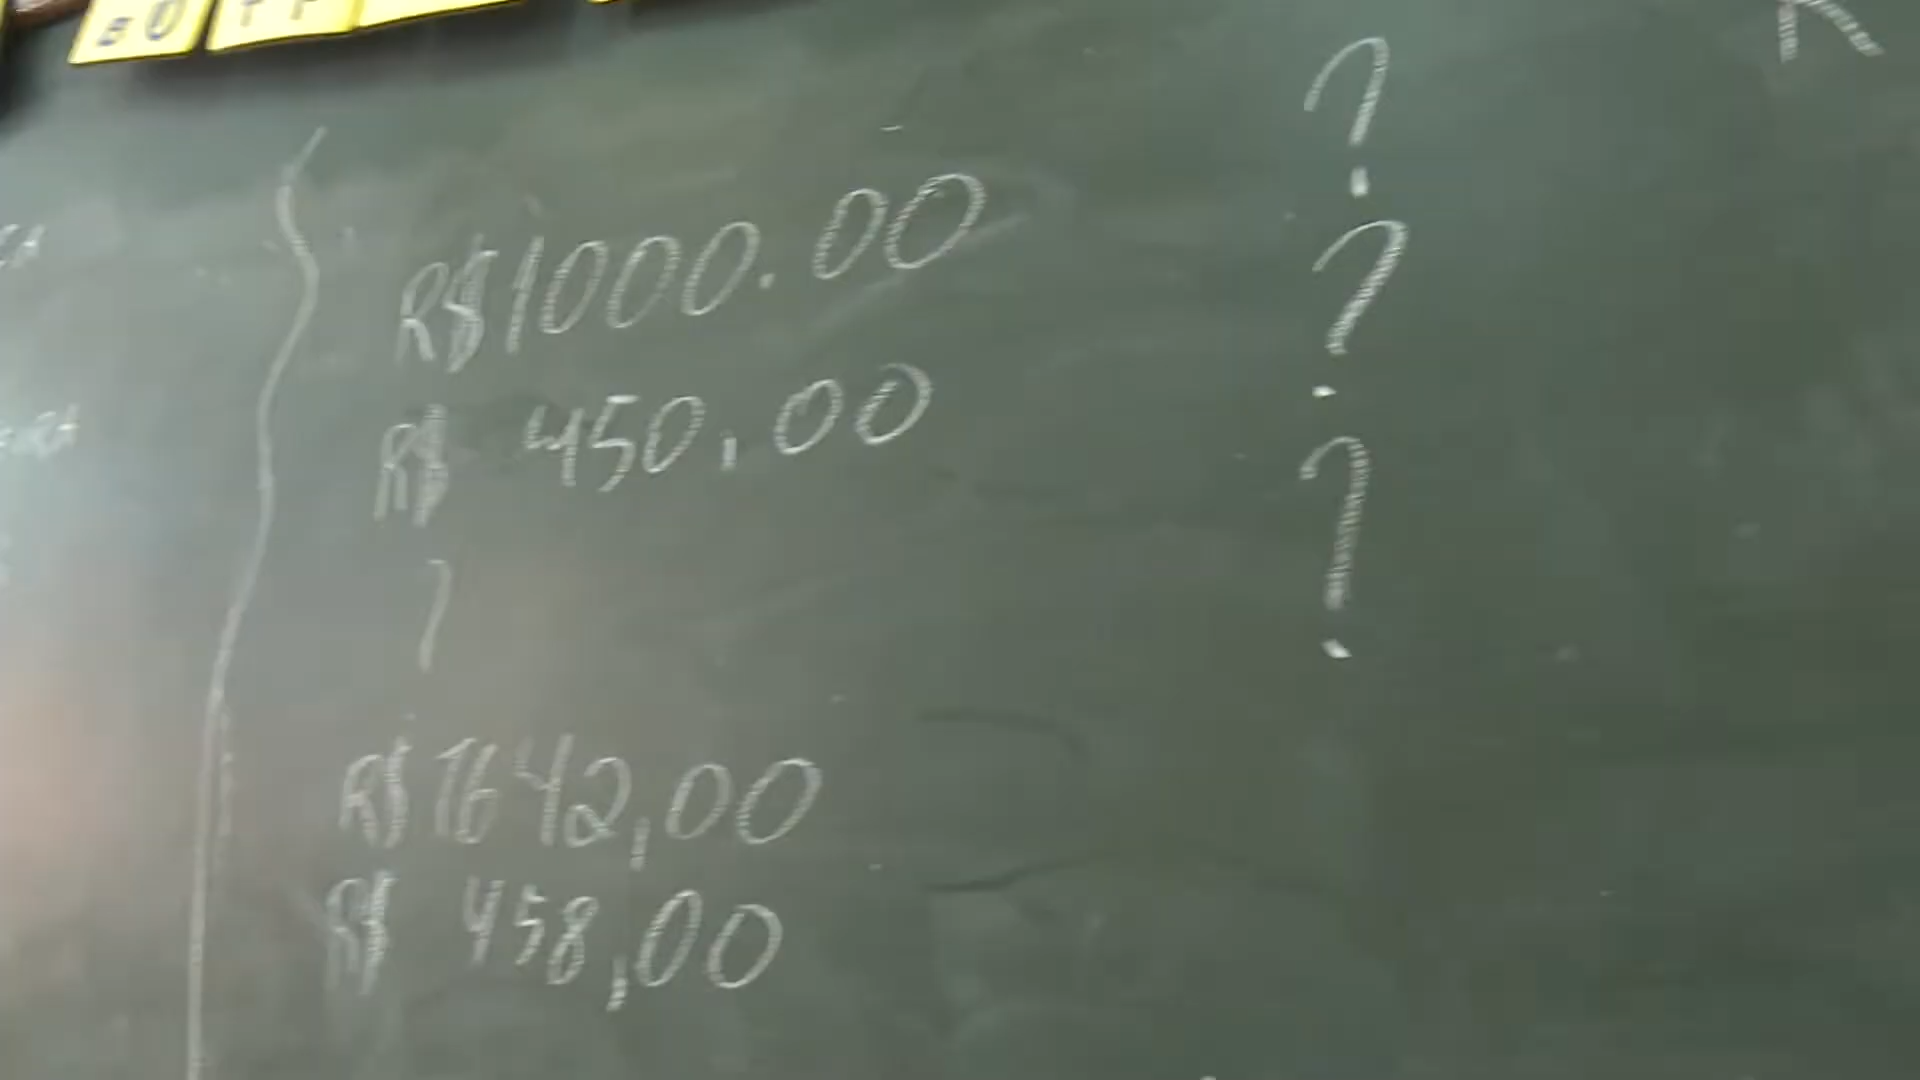 R$1000.00 ?
R$ 450,00 ?
? ?
R$1642,00
R$ 458,00